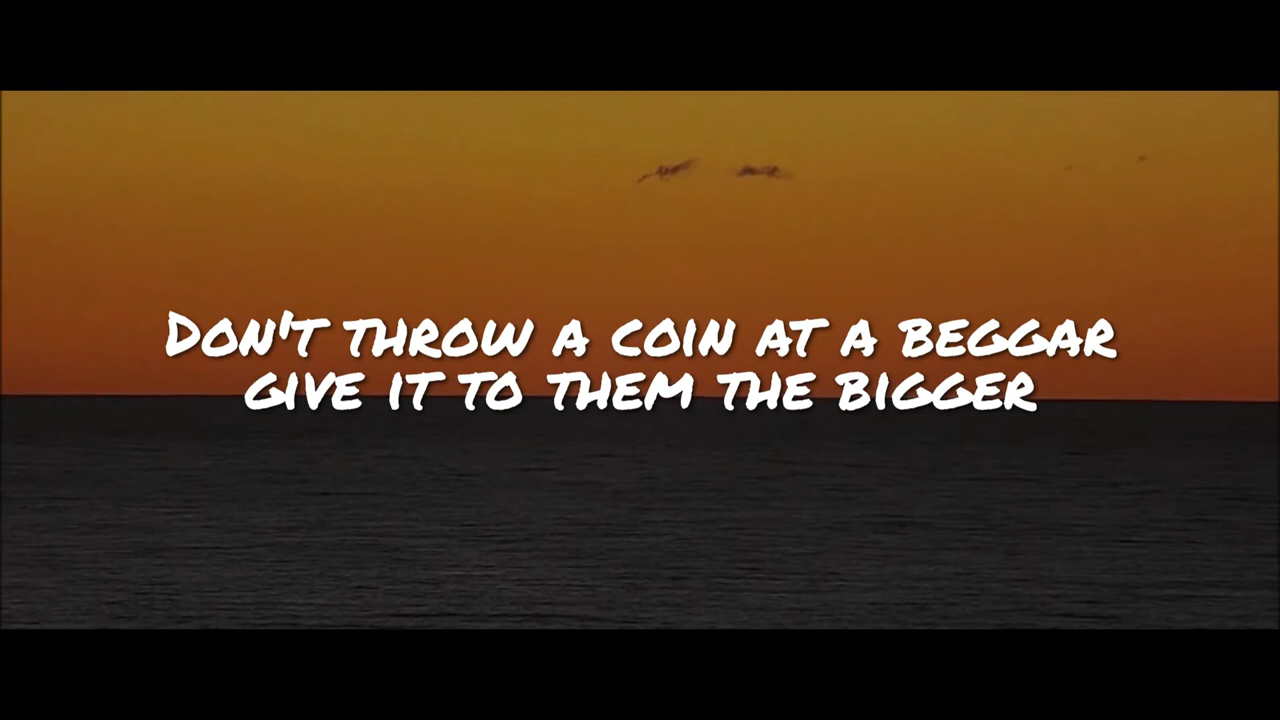 DON'T THROW A COIN AT A BEGGAR
GIVE IT TO THEM THE BIGGER